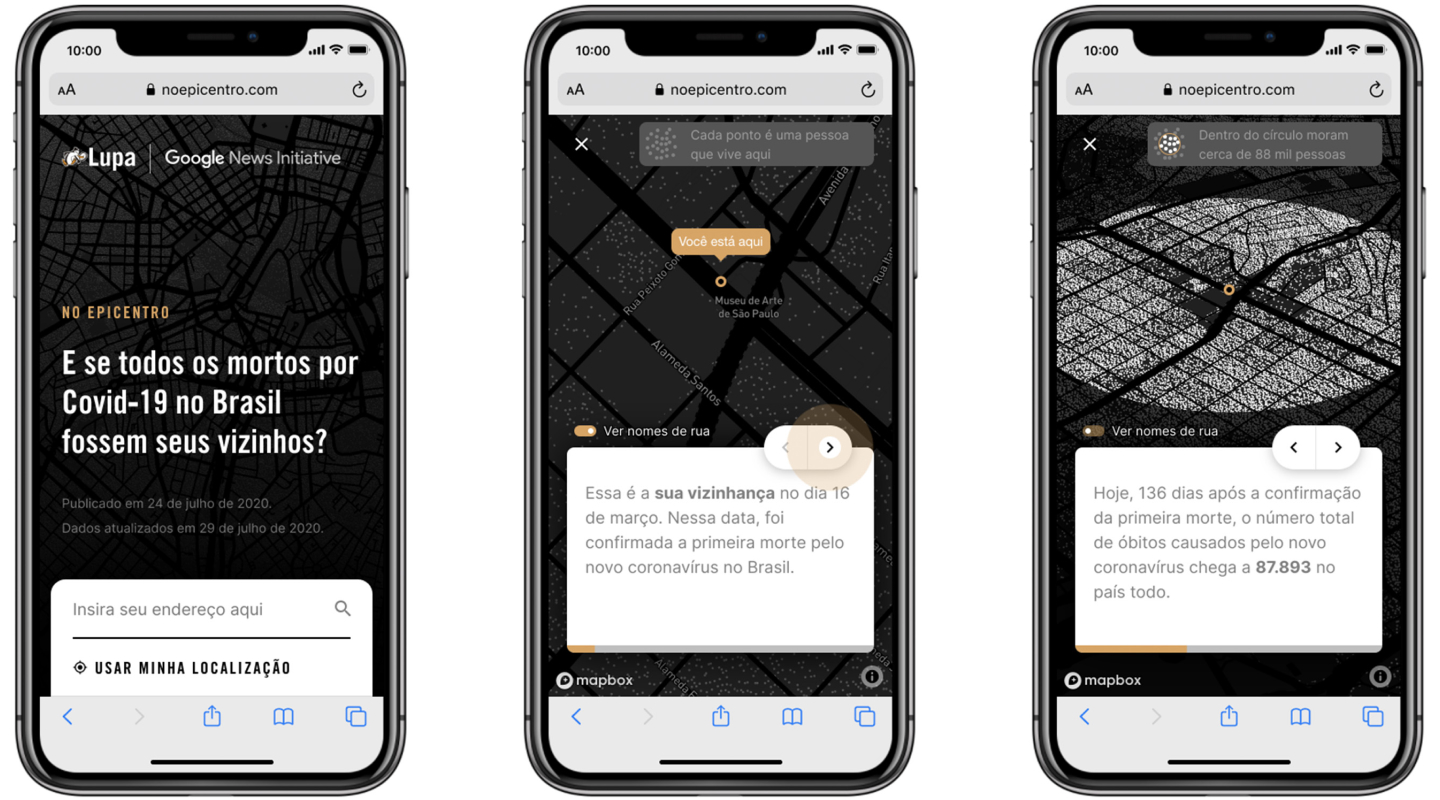 10:00
AA
noepicentro.com
Lupa
Google News Initiative
NO EPICENTRO
E se todos os mortos por
Covid-19 no Brasil
fossem seus vizinhos?
Publicado em 24 de julho de 2020.
Dados atualizados em 29 de julho de 2020.
Insira seu endereço aqui
USAR MINHA LOCALIZAÇÃO
10:00
AA
noepicentro.com
Cada ponto é uma pessoa
que vive aqui
Avenida
Você está aqui
Rua Peixoto
Museu de Arte
de São Paulo
Alameda Santos
Ver nomes de rua
Essa é a sua vizinhança no dia 16
de março. Nessa data, foi
confirmada a primeira morte pelo
novo coronavírus no Brasil.
mapbox
10:00
AA
noepicentro.com
Dentro do círculo moram
cerca de 88 mil pessoas
Ver nomes de rua
Hoje, 136 dias após a confirmação
da primeira morte, o número total
de óbitos causados pelo novo
coronavírus chega a 87.893 no
país todo.
mapbox